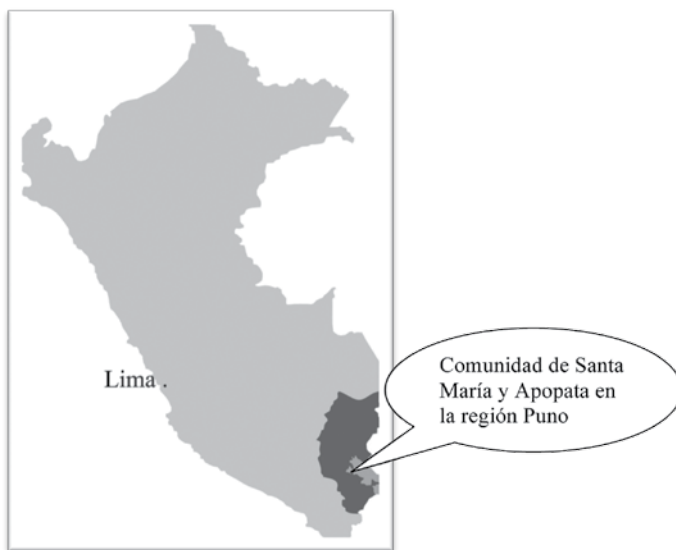 Lima .
Comunidad de Santa
María y Apopata en
la región Puno